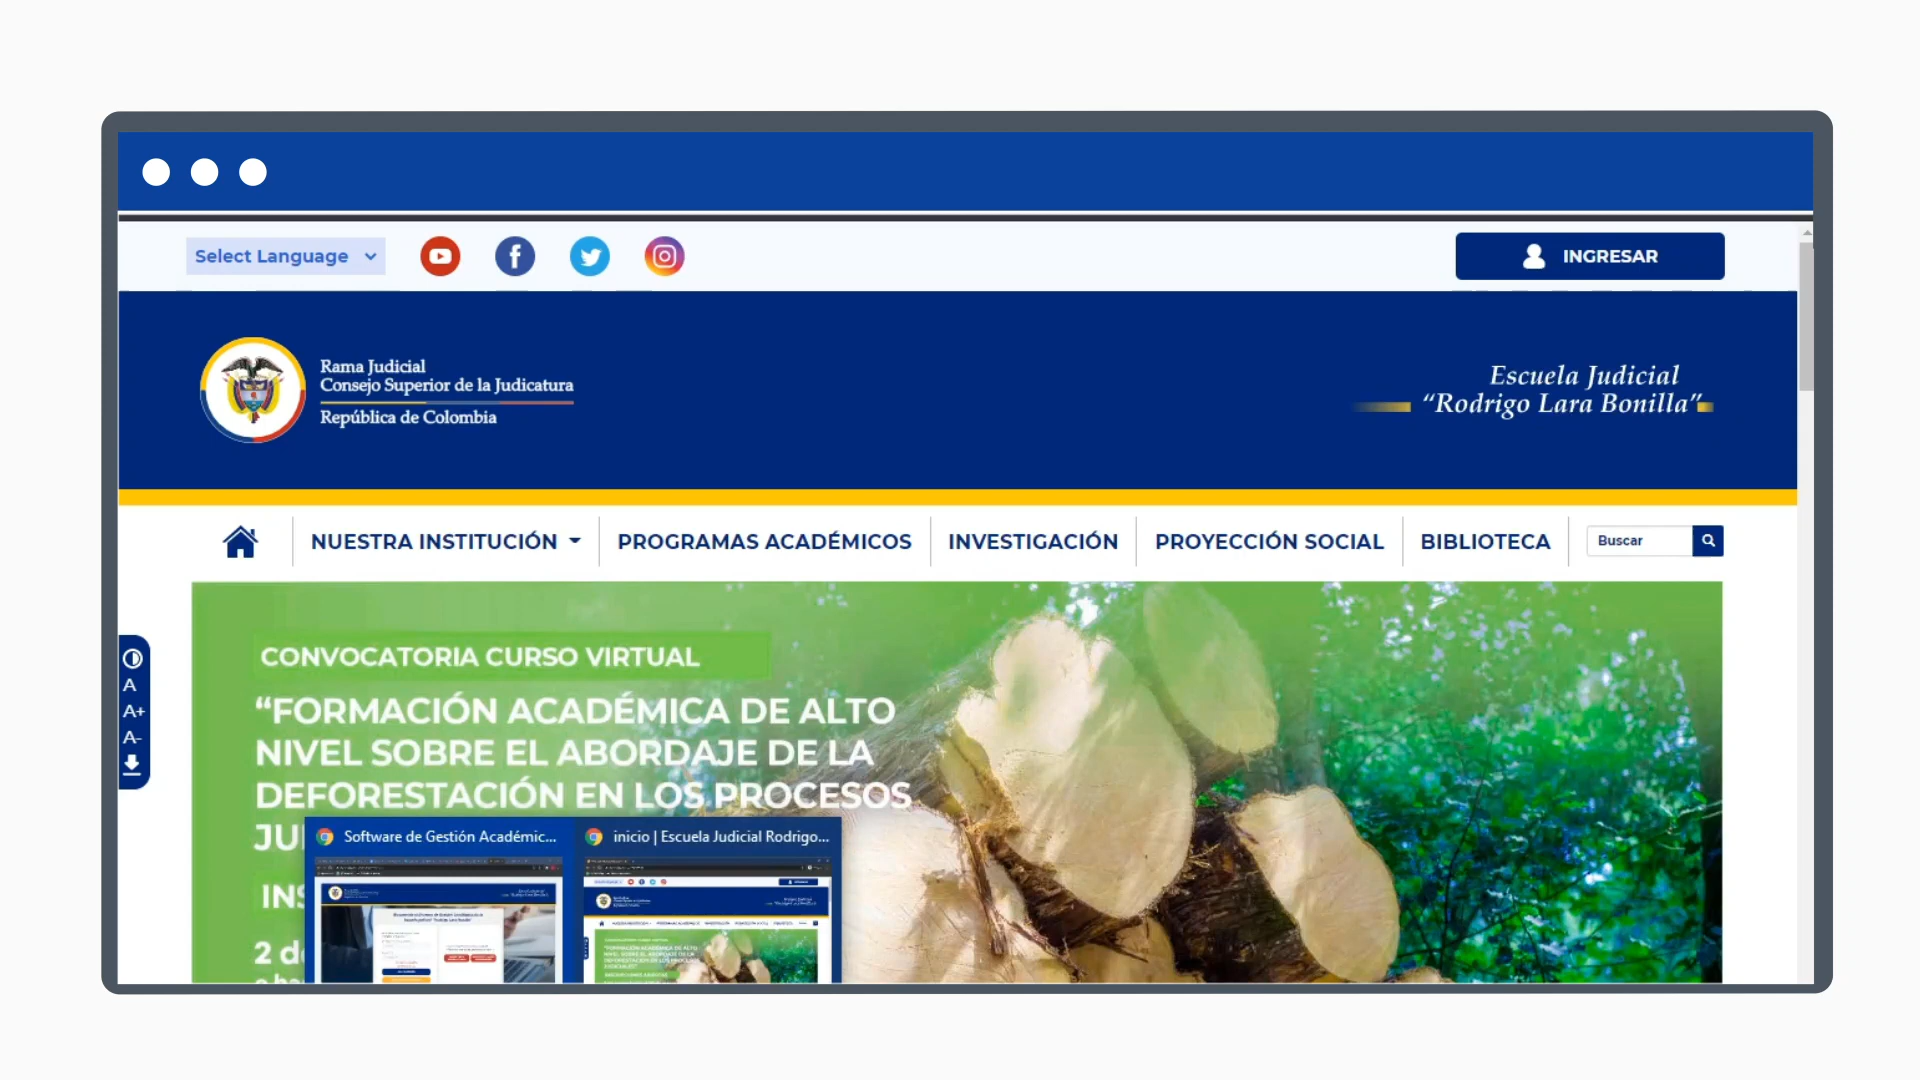 Select Language
INGRESAR
Rama Judicial
Consejo Superior de la Judicatura
República de Colombia
Escuela Judicial
“Rodrigo Lara Bonilla”
NUESTRA INSTITUCIÓN
PROGRAMAS ACADÉMICOS
INVESTIGACIÓN
PROYECCIÓN SOCIAL
BIBLIOTECA
Buscar
A
A+
A-
CONVOCATORIA CURSO VIRTUAL
“FORMACIÓN ACADÉMICA DE ALTO
NIVEL SOBRE EL ABORDAJE DE LA
DEFORESTACIÓN EN LOS PROCESOS
Software de Gestión Académic...
inicio | Escuela Judicial Rodrigo...